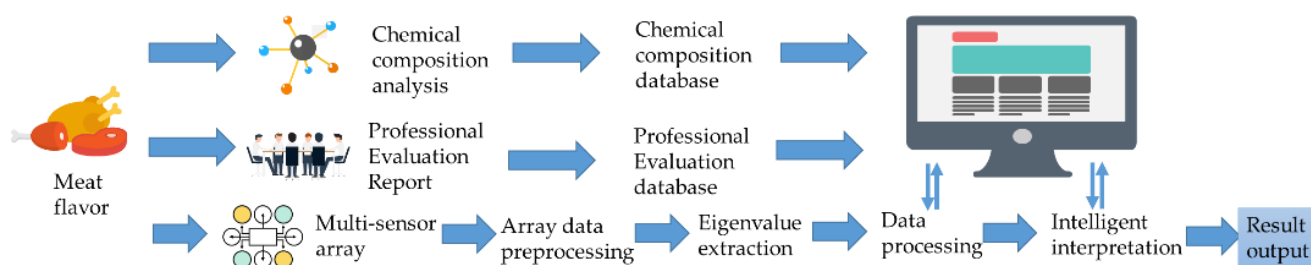 Meat
flavor
Chemical
composition
analysis
Chemical
composition
database
Professional
Evaluation
Report
Professional
Evaluation
database
Multi-sensor
array
Array data
preprocessing
Eigenvalue
extraction
Data
processing
Intelligent
interpretation
Result
output